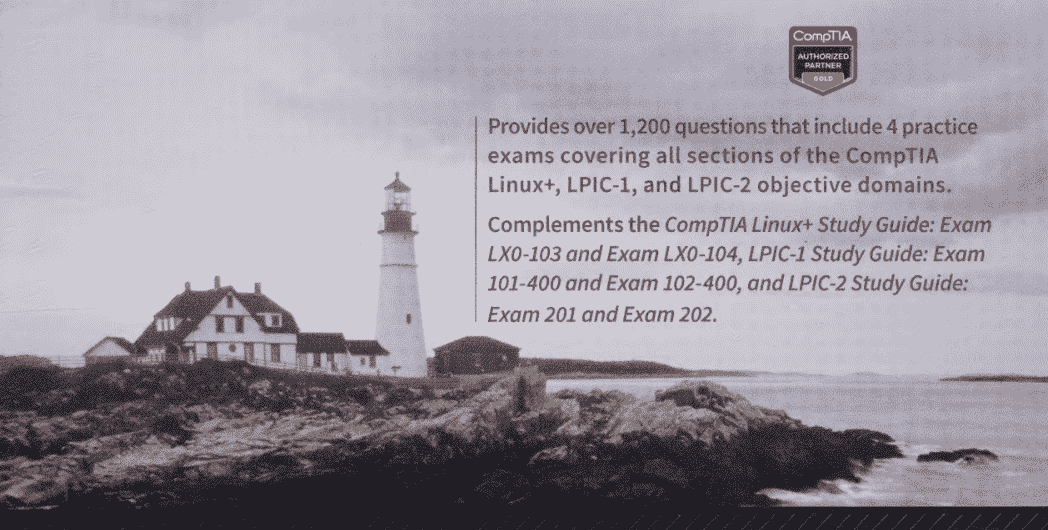 CompTIA
AUTHORIZED
PARTNER
GOLD
Provides over 1,200 questions that include 4 practice
exams covering all sections of the CompTIA
Linux+, LPIC-1, and LPIC-2 objective domains.
Complements the CompTIA Linux+ Study Guide: Exam
LX0-103 and Exam LX0-104, LPIC-1 Study Guide: Exam
101-400 and Exam 102-400, and LPIC-2 Study Guide:
Exam 201 and Exam 202.